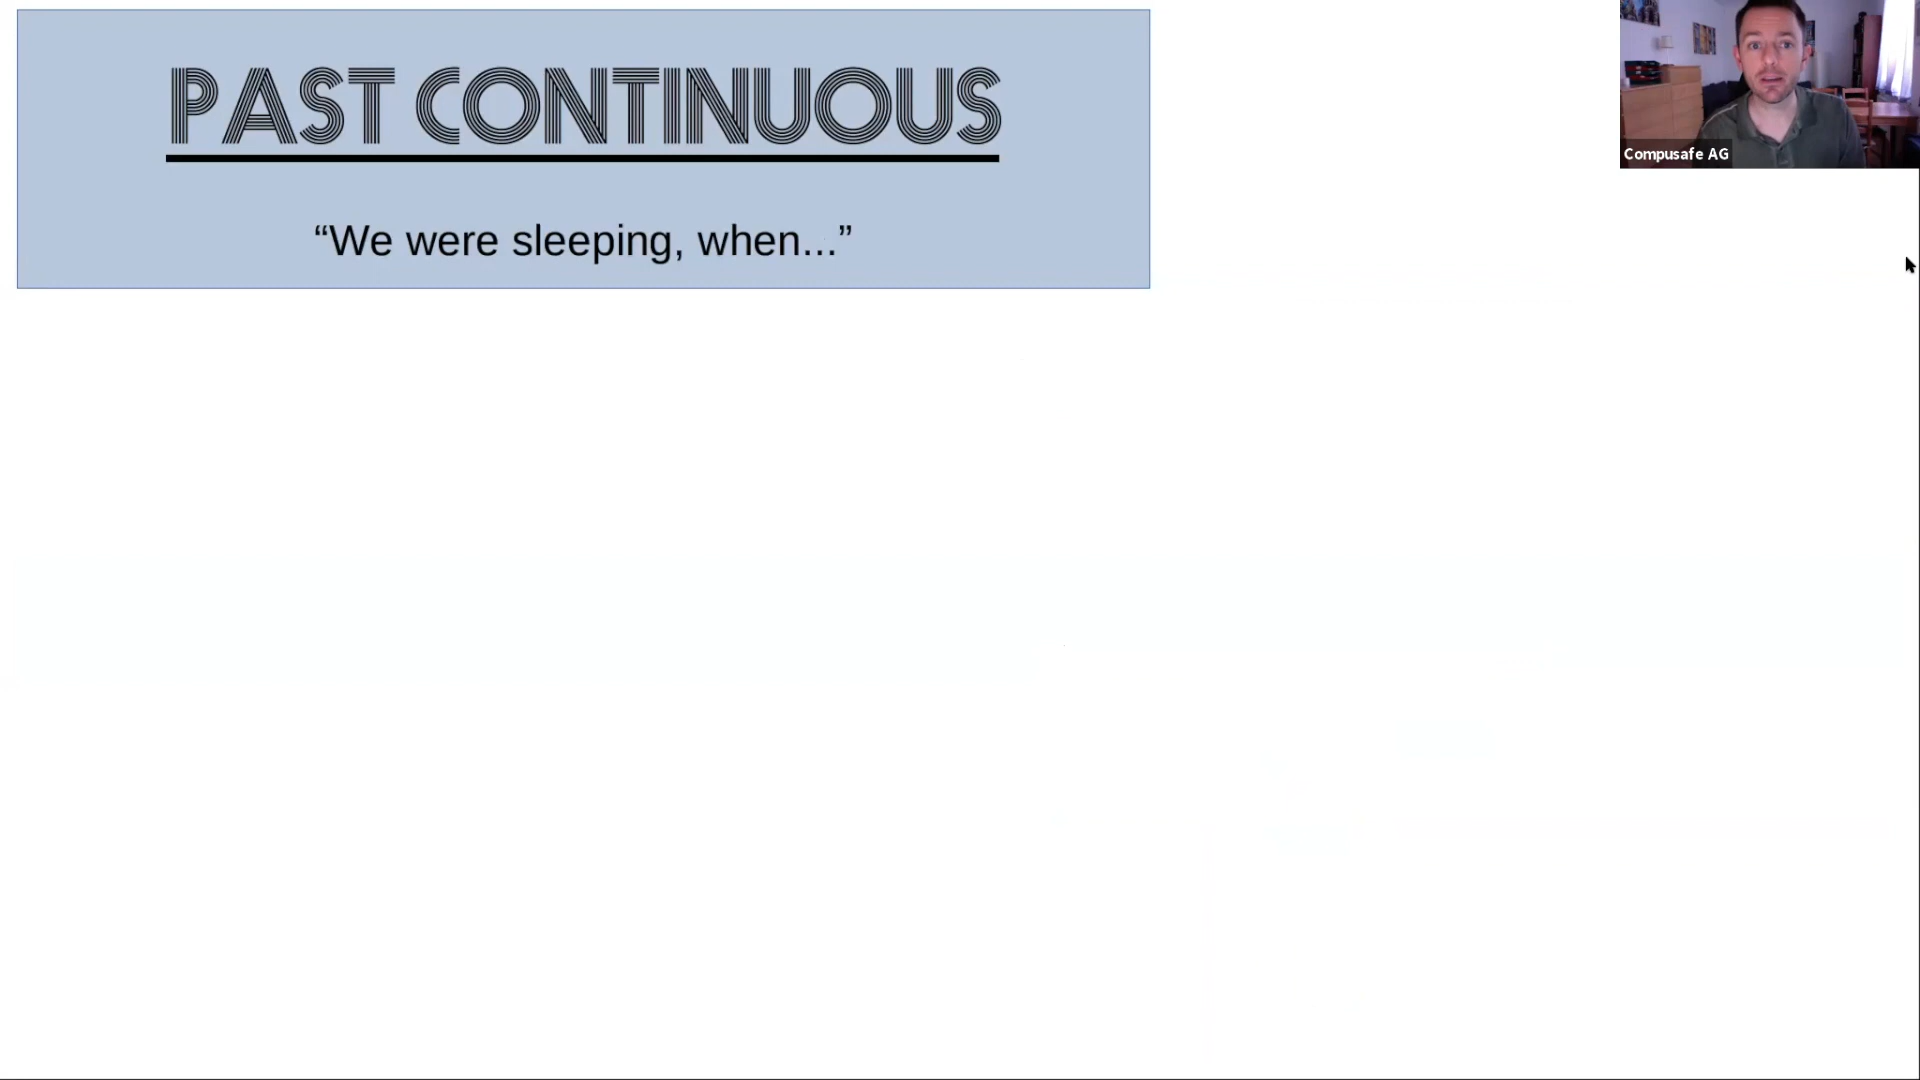 PAST CONTINUOUS
“We were sleeping, when...”
Compusafe AG